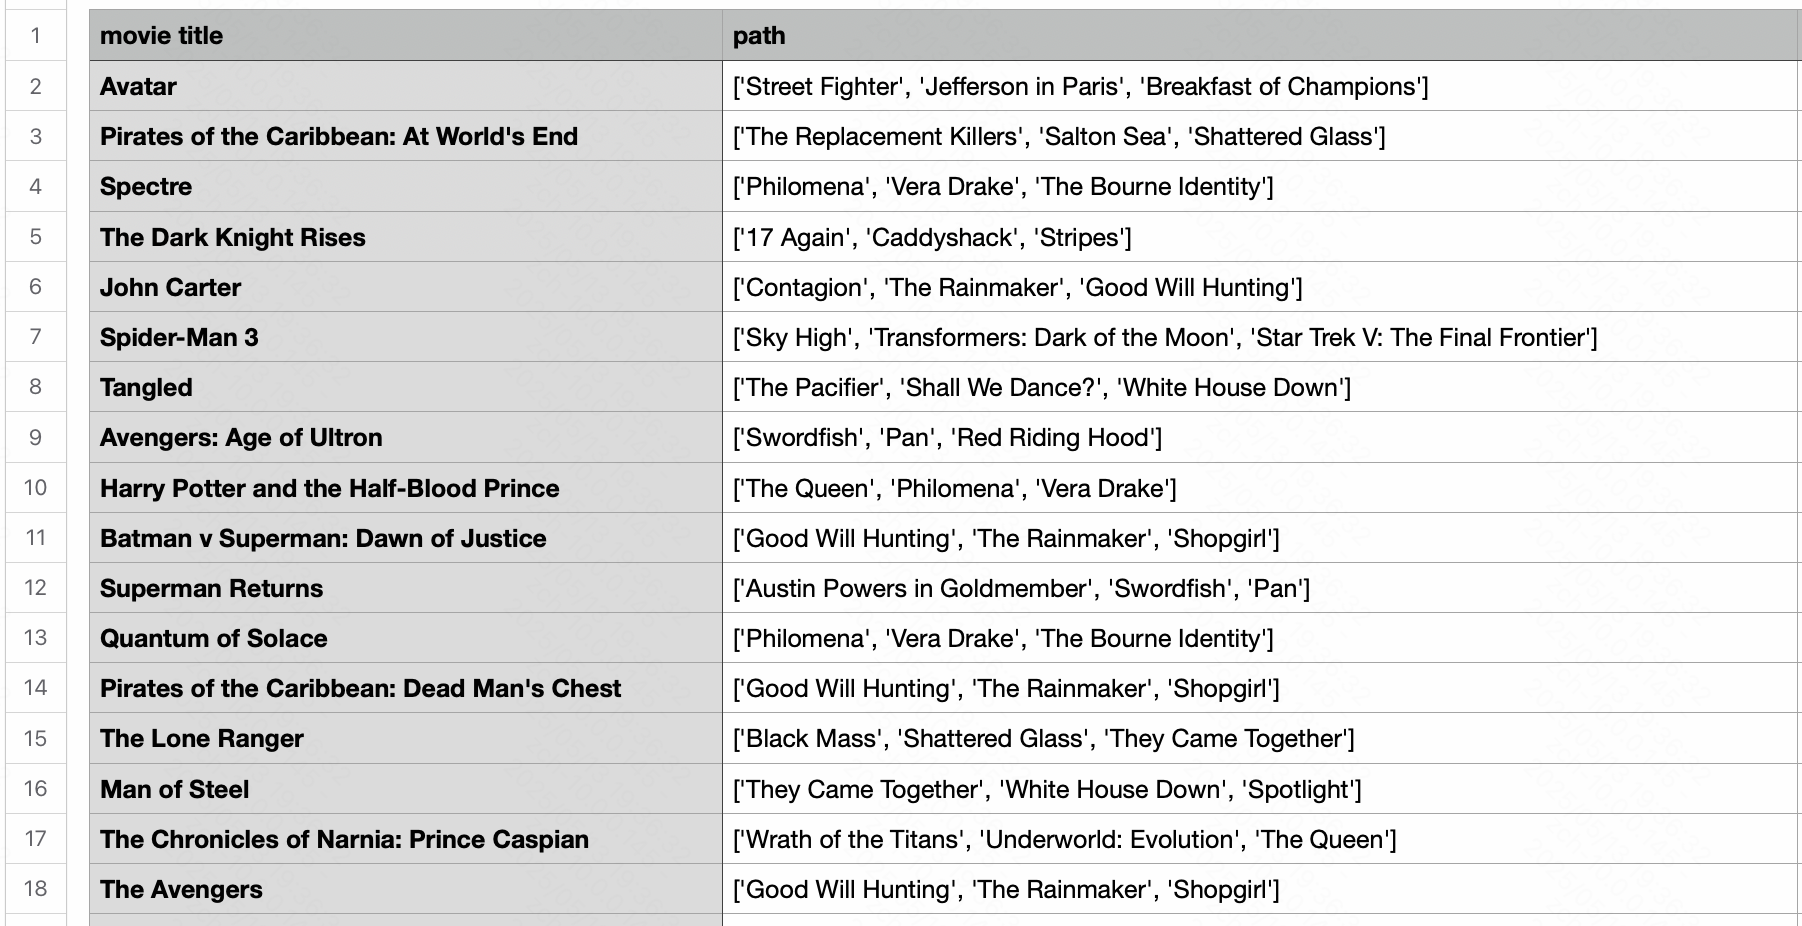 1 movie title path
2 Avatar ['Street Fighter', 'Jefferson in Paris', 'Breakfast of Champions']
3 Pirates of the Caribbean: At World's End ['The Replacement Killers', 'Salton Sea', 'Shattered Glass']
4 Spectre ['Philomena', 'Vera Drake', 'The Bourne Identity']
5 The Dark Knight Rises ['17 Again', 'Caddyshack', 'Stripes']
6 John Carter ['Contagion', 'The Rainmaker', 'Good Will Hunting']
7 Spider-Man 3 ['Sky High', 'Transformers: Dark of the Moon', 'Star Trek V: The Final Frontier']
8 Tangled ['The Pacifier', 'Shall We Dance?', 'White House Down']
9 Avengers: Age of Ultron ['Swordfish', 'Pan', 'Red Riding Hood']
10 Harry Potter and the Half-Blood Prince ['The Queen', 'Philomena', 'Vera Drake']
11 Batman v Superman: Dawn of Justice ['Good Will Hunting', 'The Rainmaker', 'Shopgirl']
12 Superman Returns ['Austin Powers in Goldmember', 'Swordfish', 'Pan']
13 Quantum of Solace ['Philomena', 'Vera Drake', 'The Bourne Identity']
14 Pirates of the Caribbean: Dead Man's Chest ['Good Will Hunting', 'The Rainmaker', 'Shopgirl']
15 The Lone Ranger ['Black Mass', 'Shattered Glass', 'They Came Together']
16 Man of Steel ['They Came Together', 'White House Down', 'Spotlight']
17 The Chronicles of Narnia: Prince Caspian ['Wrath of the Titans', 'Underworld: Evolution', 'The Queen']
18 The Avengers ['Good Will Hunting', 'The Rainmaker', 'Shopgirl']